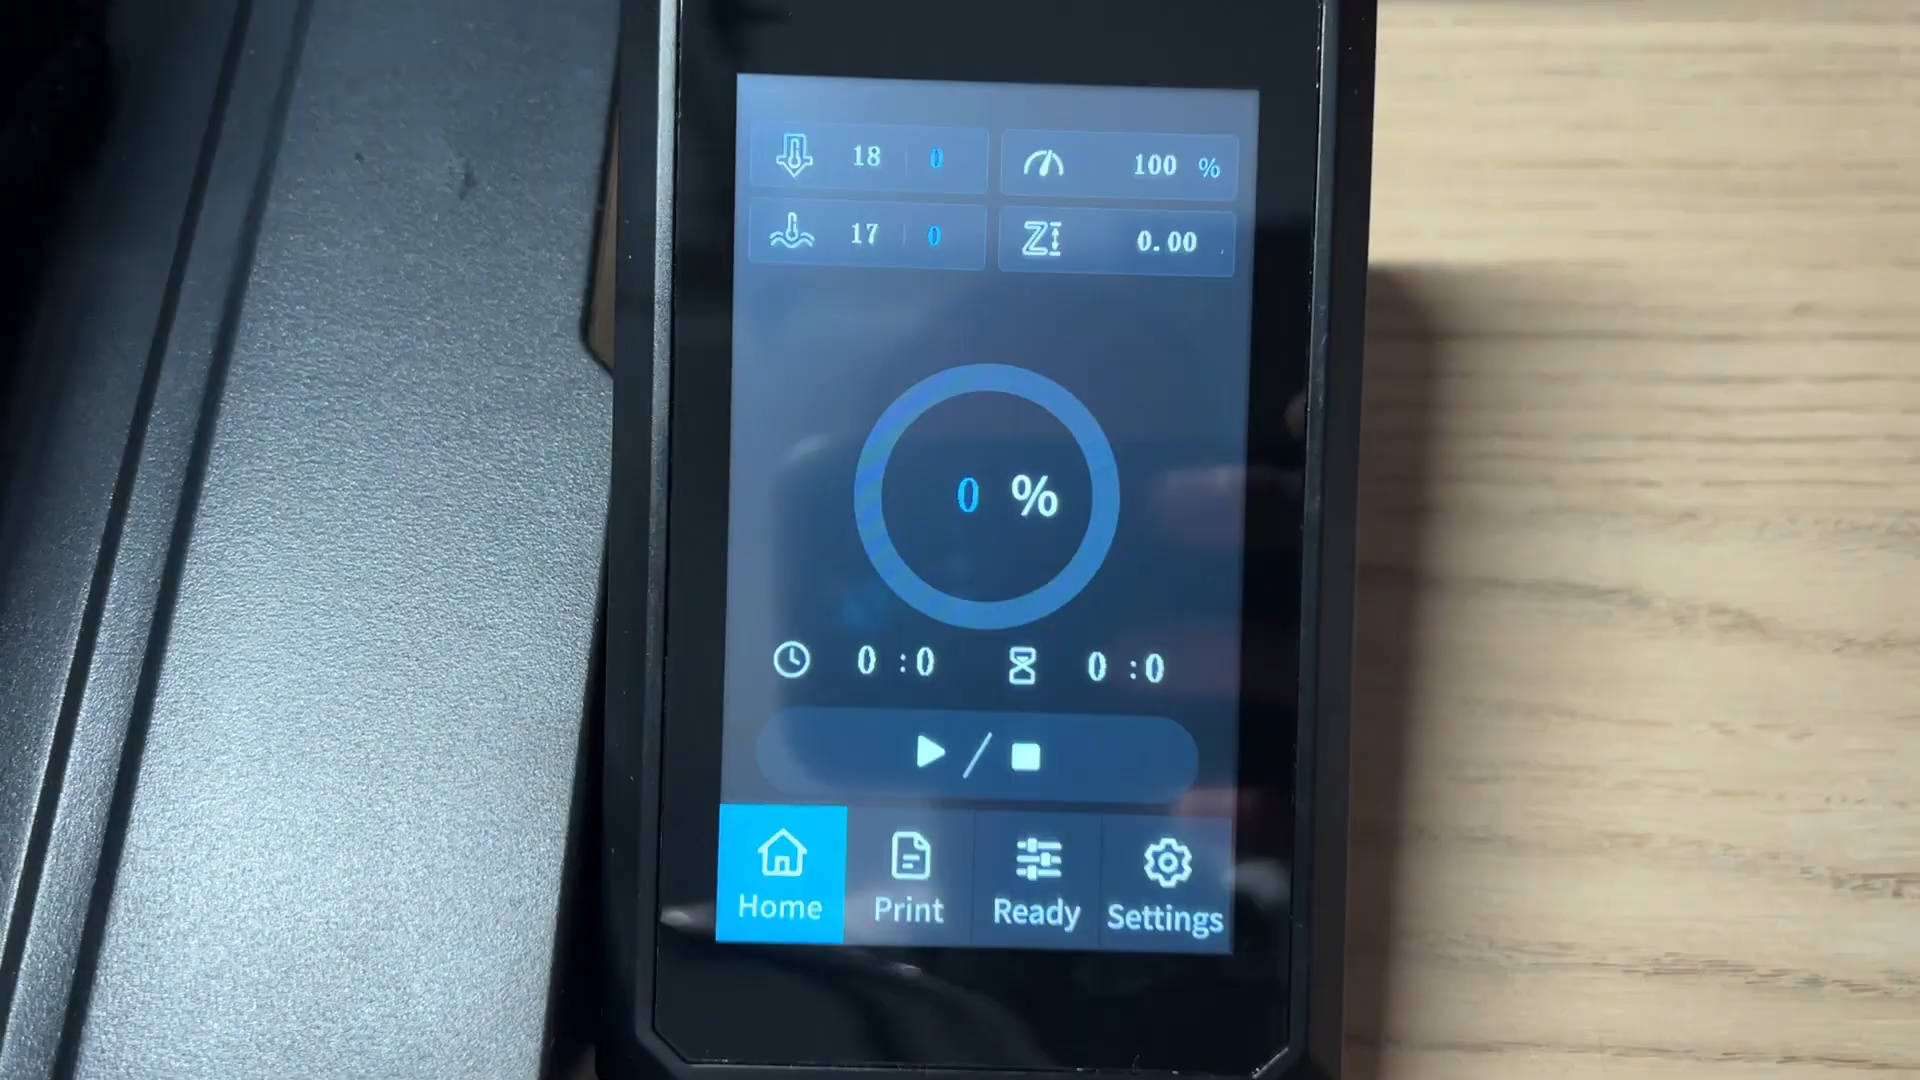 18 0 100 %
17 0 Z 0.00
0 %
0 :0 0 :0
Home Print Ready Settings